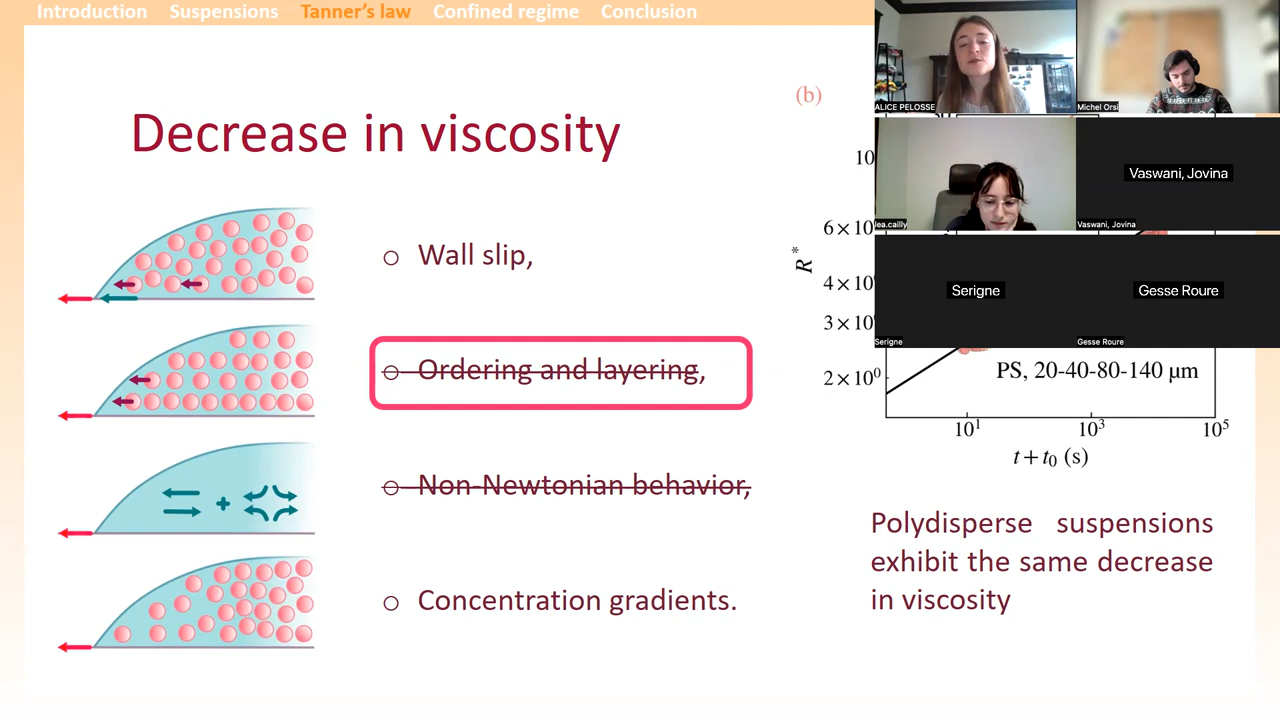 Introduction Suspensions Tanner's law Confined regime Conclusion
Decrease in viscosity
○ Wall slip,
○ Ordering and layering,
○ Non-Newtonian behavior,
○ Concentration gradients.
(b)
10
6 × 10
4 × 10
3 × 10
2 × 10⁰
R*
PS, 20-40-80-140 μm
10¹ 10³ 10⁵
t + t₀ (s)
Polydisperse suspensions
exhibit the same decrease
in viscosity
ALICE PELOSSE
Michel Orsi
lea.cailly
Vaswani, Jovina
Vaswani, Jovina
Serigne
Serigne
Gesse Roure
Gesse Roure